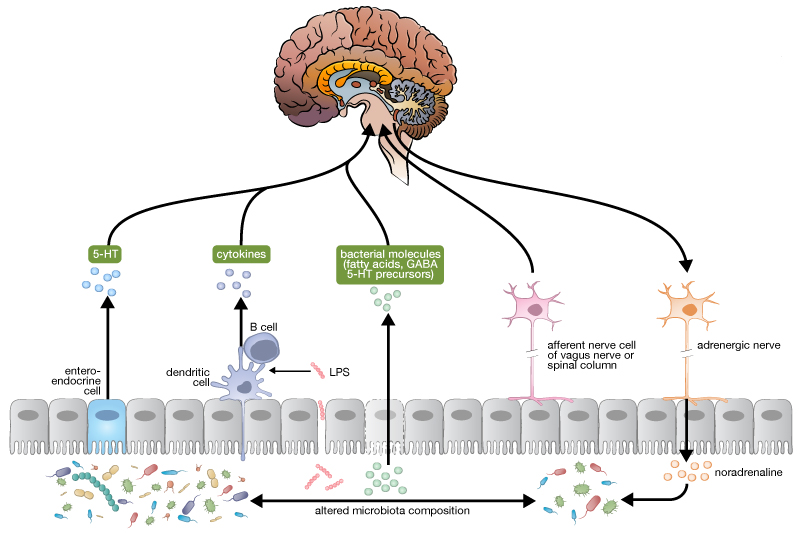 5-HT
cytokines
bacterial molecules
(fatty acids, GABA
5-HT precursors)
B cell
entero-
endocrine
cell
dendritic
cell
LPS
afferent nerve cell
of vagus nerve or
spinal column
adrenergic nerve
noradrenaline
altered microbiota composition